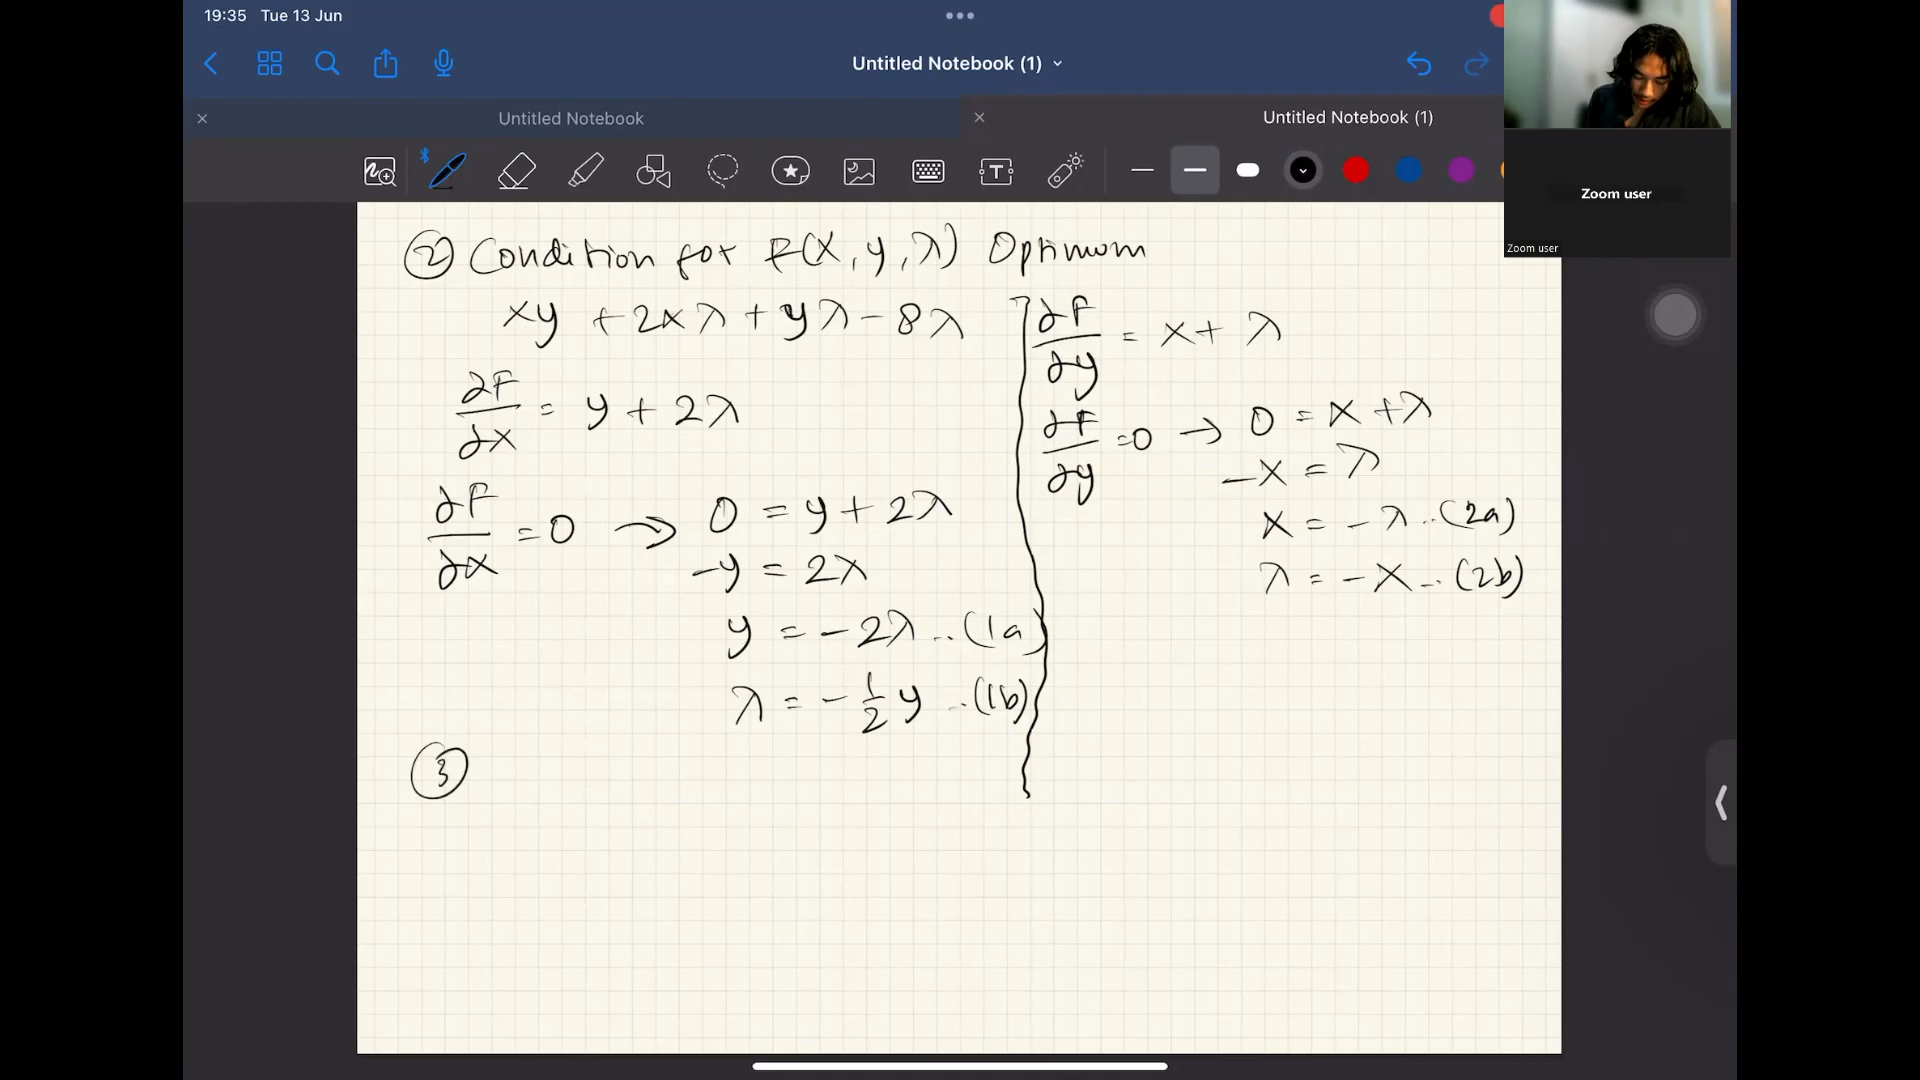 19:35 Tue 13 Jun
Untitled Notebook (1)
Untitled Notebook
Untitled Notebook (1)
T
Zoom user
Zoom user
② Condition for F(x, y, λ) Optimum
xy + 2xλ + yλ - 8λ
∂F/∂x = y + 2λ
∂F/∂x = 0 → 0 = y + 2λ
-y = 2λ
y = -2λ ..(1a)
λ = -1/2 y ..(1b)
③
∂F/∂y = x + λ
∂F/∂y = 0 → 0 = x + λ
-x = λ
x = -λ ..(2a)
λ = -x ..(2b)